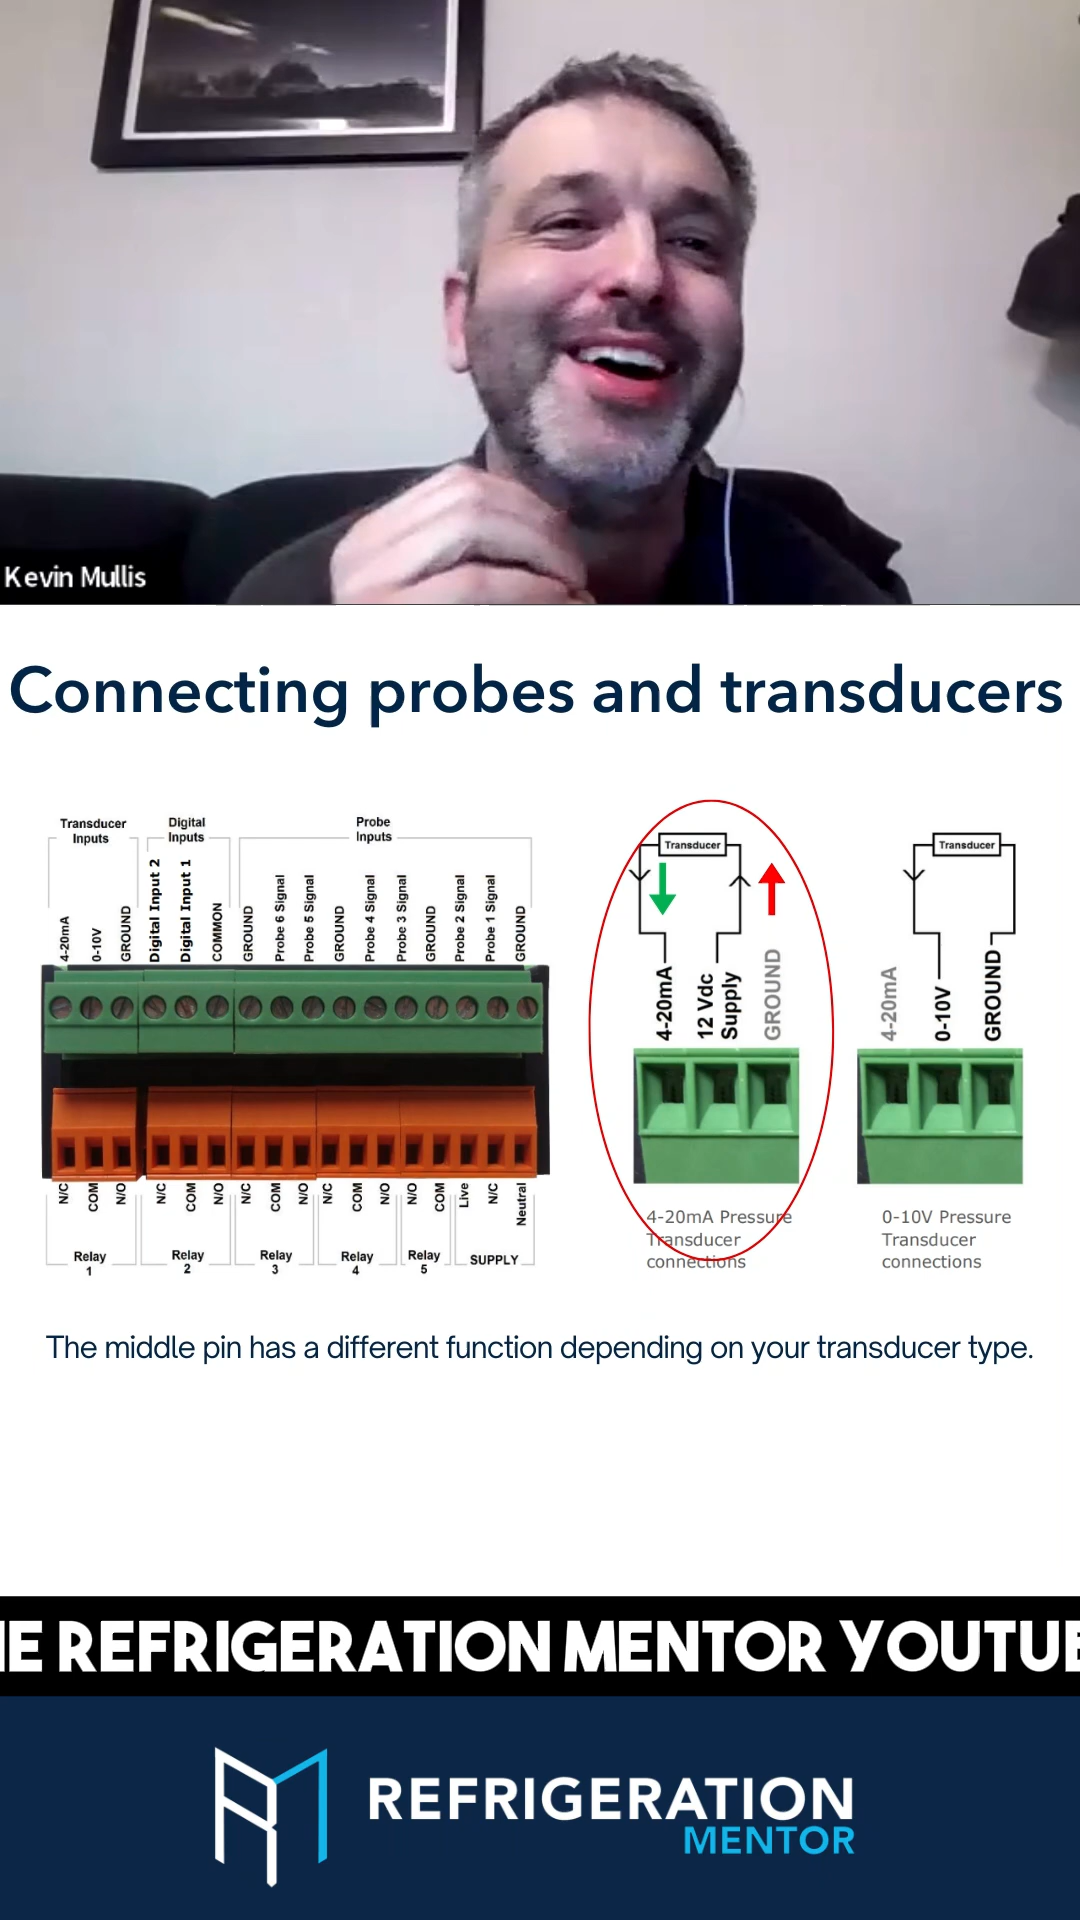 Kevin Mullis
Connecting probes and transducers
Transducer
Inputs
Digital
Inputs
Probe
Inputs
4-20mA
0-10V
GROUND
Digital Input 2
Digital Input 1
COMMON
GROUND
Probe 6 Signal
Probe 5 Signal
GROUND
Probe 4 Signal
Probe 3 Signal
GROUND
Probe 2 Signal
Probe 1 Signal
GROUND
N/C
COM
N/O
N/C
COM
N/O
N/C
COM
N/O
N/C
COM
N/O
N/O
COM
Live
N/C
Neutral
Relay
1
Relay
2
Relay
3
Relay
4
Relay
5
SUPPLY
Transducer
4-20mA
12 Vdc
Supply
GROUND
4-20mA Pressure
Transducer
connections
Transducer
4-20mA
0-10V
GROUND
0-10V Pressure
Transducer
connections
The middle pin has a different function depending on your transducer type.
HE REFRIGERATION MENTOR YOUTUB
REFRIGERATION
MENTOR